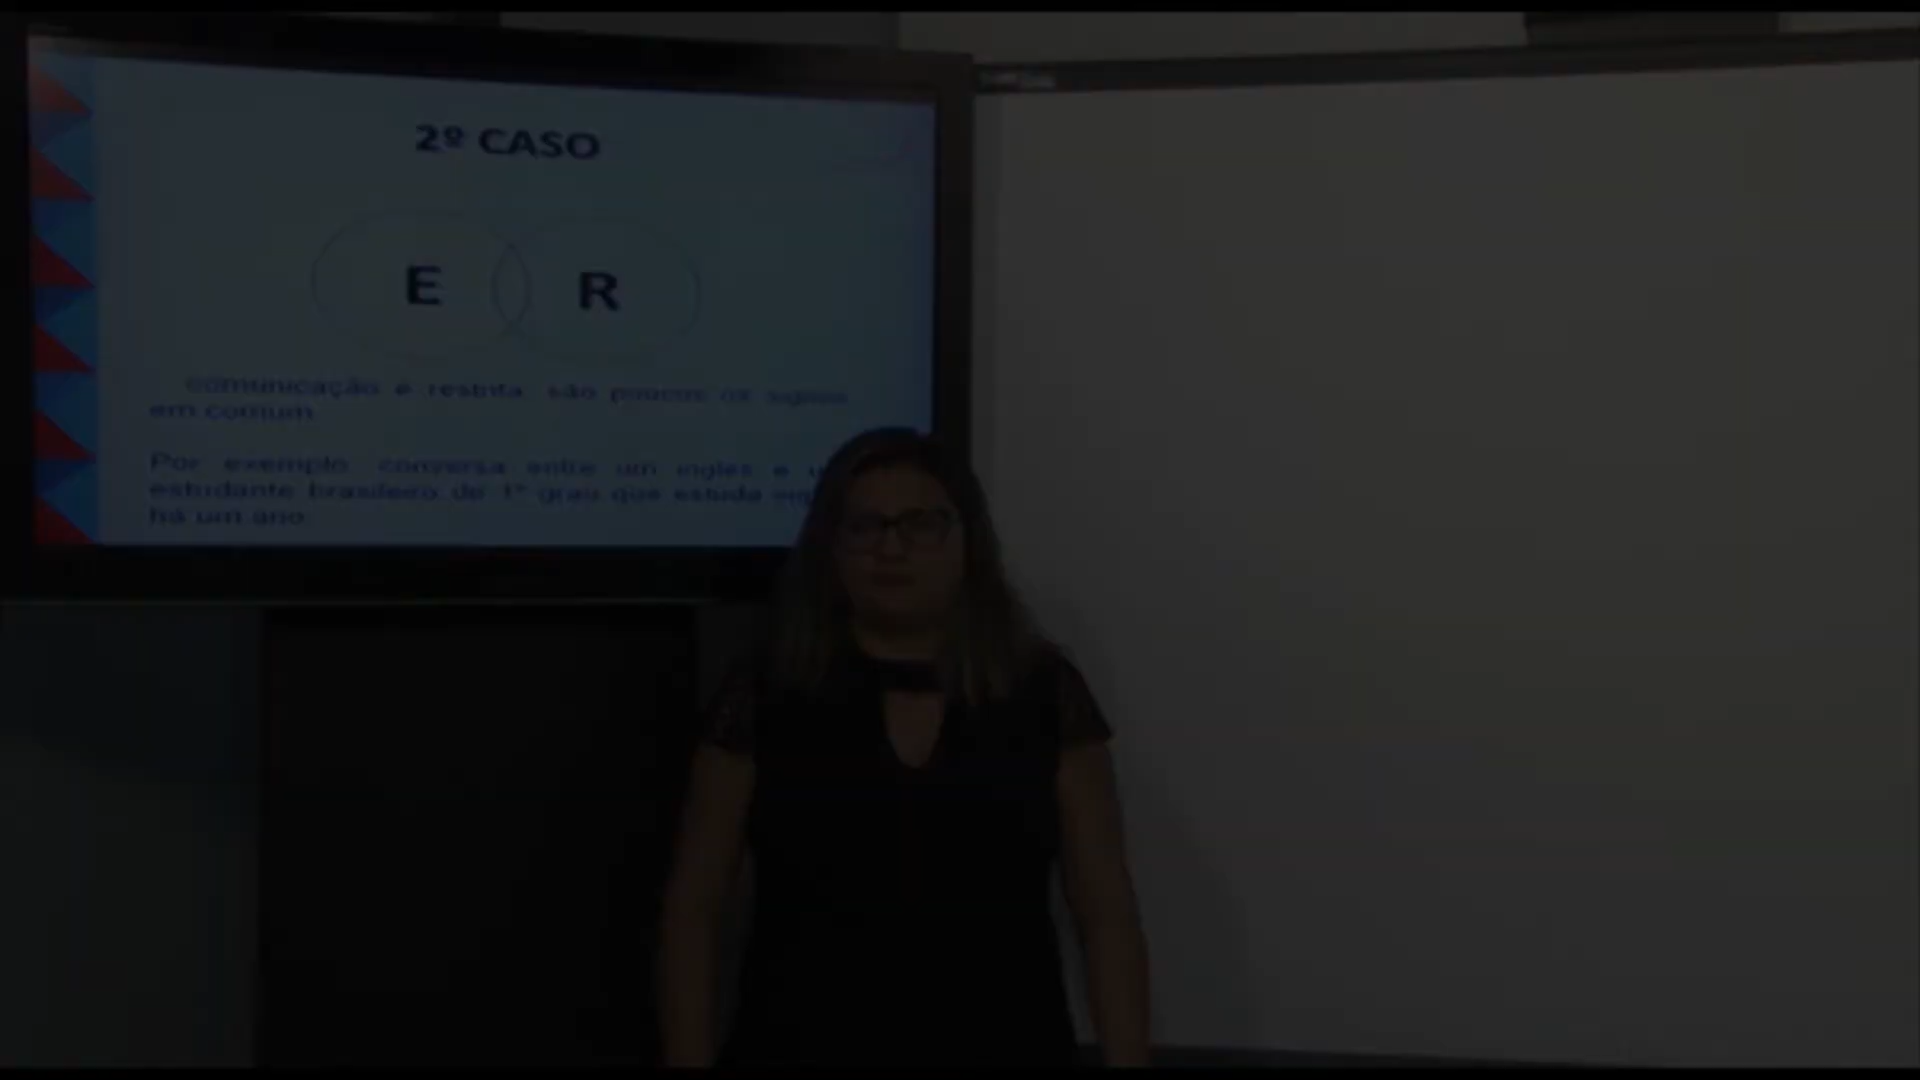 2º CASO
E R
comunicação é restrita: são poucos os signos
em comum
Por exemplo: conversa entre um inglês e
estudante brasileiro de 1º grau que estuda
há um ano.